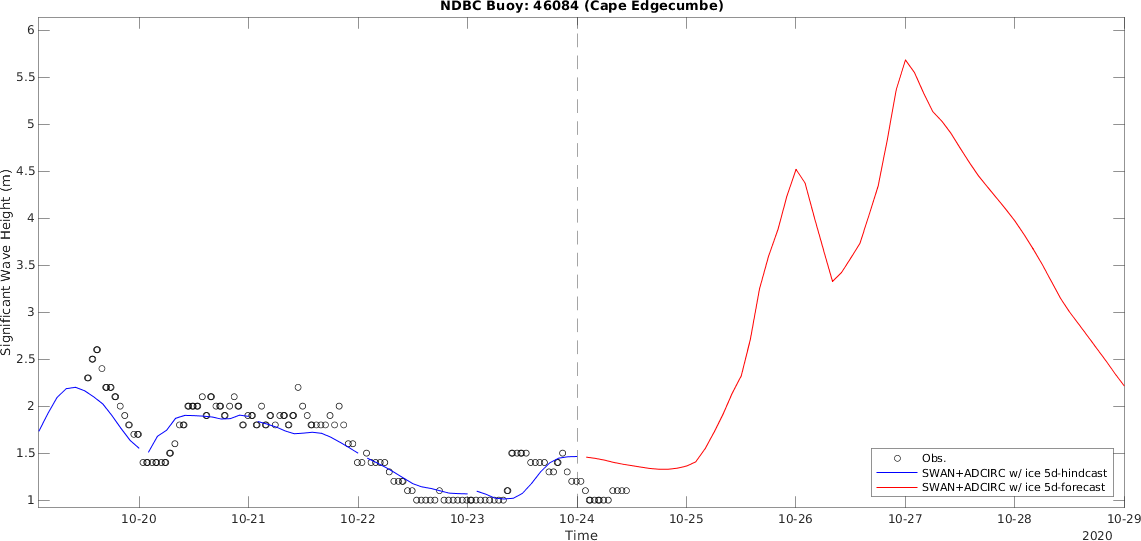 NDBC Buoy: 46084 (Cape Edgecumbe)
6
5.5
5
4.5
4
3.5
3
2.5
2
1.5
1
Significant Wave Height (m)
Obs.
SWAN+ADCIRC w/ ice 5d-hindcast
SWAN+ADCIRC w/ ice 5d-forecast
10-20 10-21 10-22 10-23 10-24 10-25 10-26 10-27 10-28 10-29
Time
2020